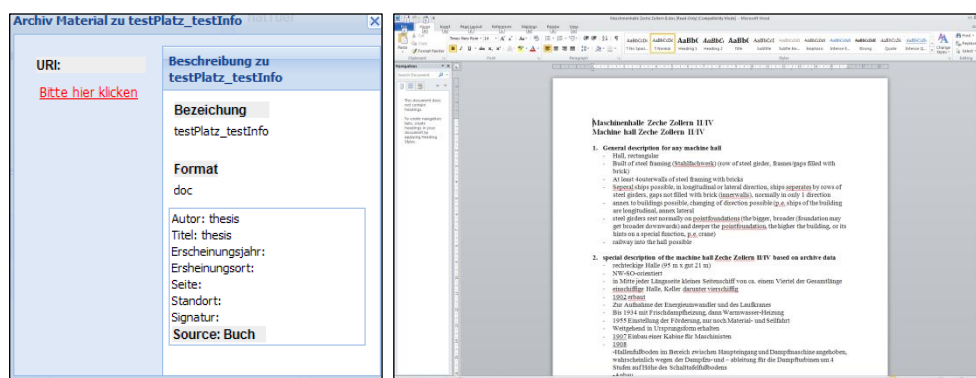 Archiv Material zu testPlatz_testInfo
URI:
Bitte hier klicken
Beschreibung zu
testPlatz_testInfo
Bezeichung
testPlatz_testInfo
Format
doc
Autor: thesis
Titel: thesis
Erscheinungsjahr:
Ersheinungsort:
Seite:
Standort:
Signatur:
Source: Buch
Maschinenhalle Zeche Zollern II/IV
Machine hall Zeche Zollern II/IV
1. General description for any machine hall
- Hall, rectangular
- Built of steel framing (Stahlfachwerk) (row of steel girder, frames/gaps filled with
brick)
- At least 4outerwalls of steel framing with bricks
- Seperal ships possible, in longitudinal or lateral direction, ships seperates by rows of
steel girders, gaps not filled with brick (innerwalls), normally in only 1 direction
- annex to buildings possible, changing of direction possible (p.e. ships of the building
are longitudinal, annex lateral
- steel girders rest normally on pointfoundations (the bigger, broader (foundation may
get broader downwards) and deeper the pointfoundation, the higher the building, or its
hints on a special function, p.e. crane)
- railway into the hall possible
2. special description of the machine hall Zeche Zollern II/IV based on archive data
- rechteckige Halle (95 m x gut 21 m)
- NW-SO-orientiert
- in Mitte jeder Längsseite kleines Seitenschiff von ca. einem Viertel der Gesamtlänge
- einschiffige Halle, Keller darunter vierschiffig
- 1902 erbaut
- Zur Aufnahme der Energieumwandler und des Laufkranes
- Bis 1934 mit Frischdampfheizung, dann Warmwasser-Heizung
- 1955 Einstellung der Förderung, nur noch Material- und Seilfahrt
- Weitgehend in Ursprungsform erhalten
- 1907 Einbau einer Kabine für Maschinisten
- 1908
-Hallenfußboden im Bereich zwischen Haupteingang und Dampfmaschine angehoben,
wahrscheinlich wegen der Dampfzu- und – ableitung für die Dampfturbinen um 4
Stufen auf Höhe des Schalttafelfußbodens
-Anbau